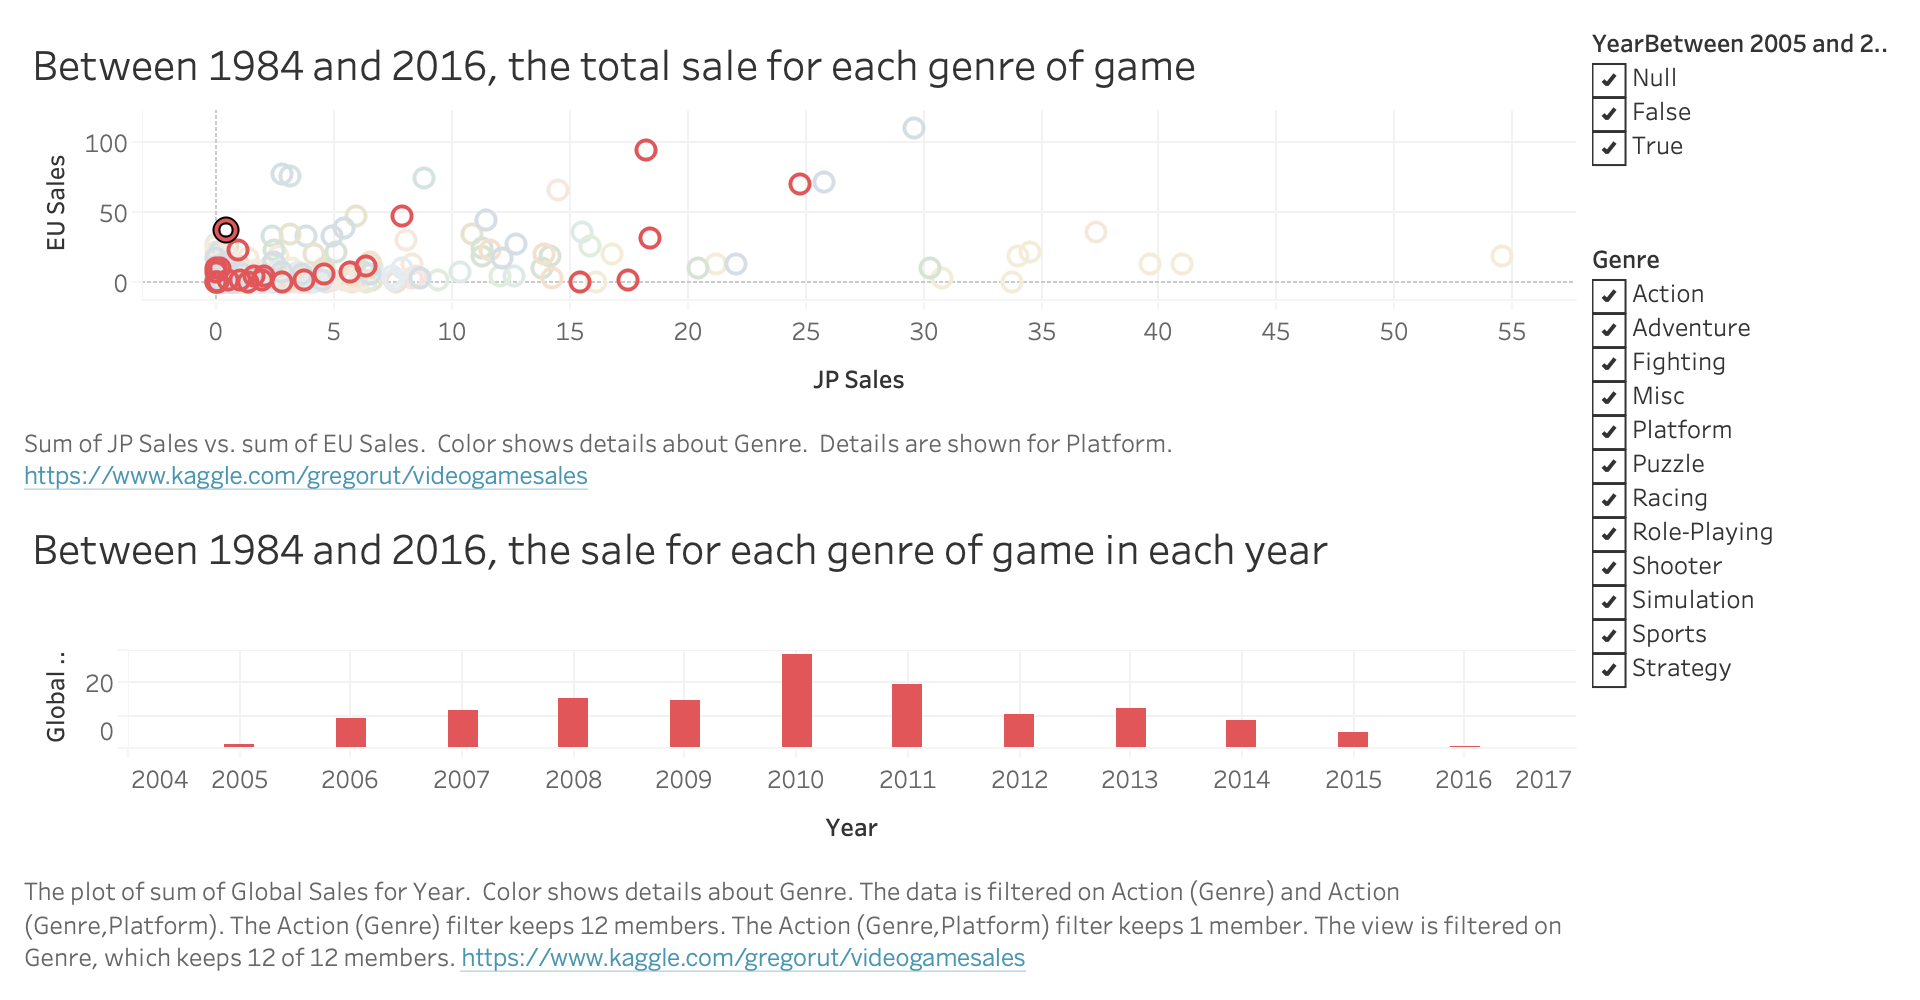 Between 1984 and 2016, the total sale for each genre of game
EU Sales
100
50
0
0 5 10 15 20 25 30 35 40 45 50 55
JP Sales
Sum of JP Sales vs. sum of EU Sales.  Color shows details about Genre.  Details are shown for Platform.
https://www.kaggle.com/gregorut/videogamesales
Between 1984 and 2016, the sale for each genre of game in each year
Global ..
20
0
2004 2005 2006 2007 2008 2009 2010 2011 2012 2013 2014 2015 2016 2017
Year
The plot of sum of Global Sales for Year.  Color shows details about Genre. The data is filtered on Action (Genre) and Action
(Genre,Platform). The Action (Genre) filter keeps 12 members. The Action (Genre,Platform) filter keeps 1 member. The view is filtered on
Genre, which keeps 12 of 12 members. https://www.kaggle.com/gregorut/videogamesales
YearBetween 2005 and 2..
Null
False
True
Genre
Action
Adventure
Fighting
Misc
Platform
Puzzle
Racing
Role-Playing
Shooter
Simulation
Sports
Strategy